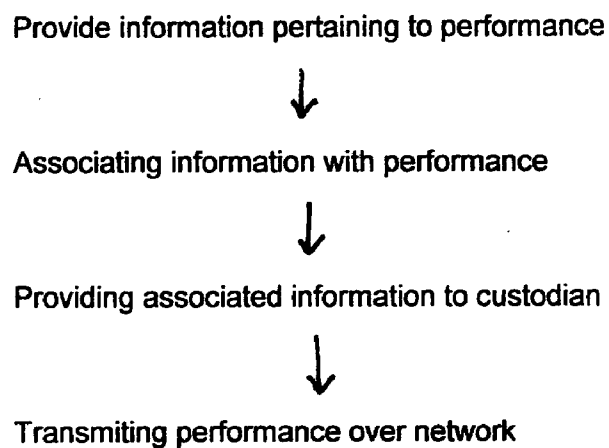 Provide information pertaining to performance
Associating information with performance
Providing associated information to custodian
Transmiting performance over network